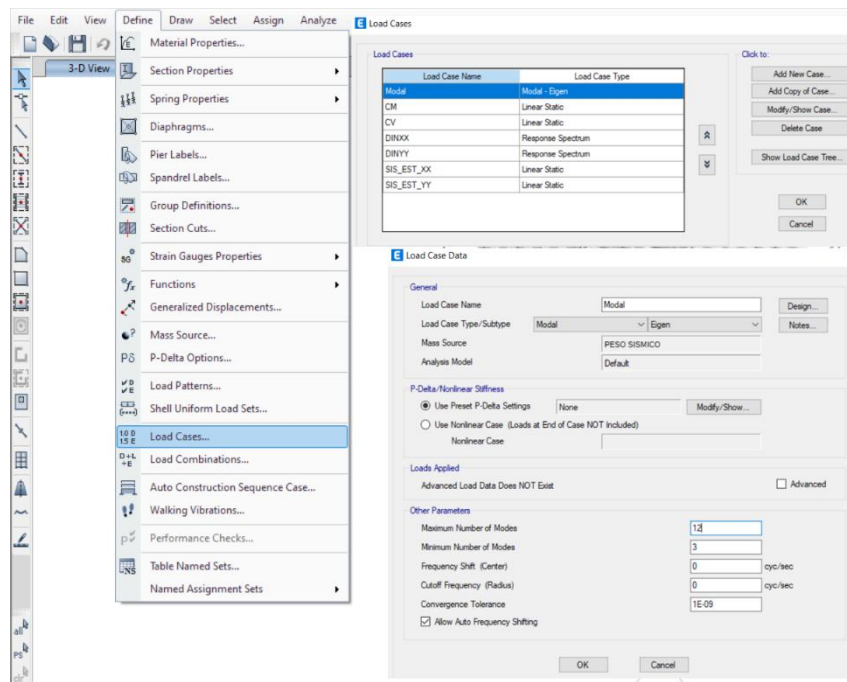 File Edit View Define Draw Select Assign Analyze
3-D View
Material Properties...
Section Properties
Spring Properties
Diaphragms...
Pier Labels...
Spandrel Labels...
Group Definitions...
Section Cuts...
Strain Gauges Properties
Functions
Generalized Displacements...
Mass Source...
P-Delta Options...
Load Patterns...
Shell Uniform Load Sets...
Load Cases...
Load Combinations...
Auto Construction Sequence Case...
Walking Vibrations...
Performance Checks...
Table Named Sets...
Named Assignment Sets
all
PS
clr
E Load Cases
Load Cases
Click to:
Load Case Name Load Case Type
Modal Modal - Eigen
CM Linear Static
CV Linear Static
DINXX Response Spectrum
DINYY Response Spectrum
SIS_EST_XX Linear Static
SIS_EST_YY Linear Static
Add New Case...
Add Copy of Case...
Modify/Show Case...
Delete Case
Show Load Case Tree...
OK
Cancel
E Load Case Data
General
Load Case Name Modal Design...
Load Case Type/Subtype Modal Eigen Notes...
Mass Source PESO SISMICO
Analysis Model Default
P-Delta/Nonlinear Stiffness
Use Preset P-Delta Settings None Modify/Show...
Use Nonlinear Case (Loads at End of Case NOT Included)
Nonlinear Case
Loads Applied
Advanced Load Data Does NOT Exist Advanced
Other Parameters
Maximum Number of Modes 12
Minimum Number of Modes 3
Frequency Shift (Center) 0 cyc/sec
Cutoff Frequency (Radius) 0 cyc/sec
Convergence Tolerance 1E-09
Allow Auto Frequency Shifting
OK Cancel